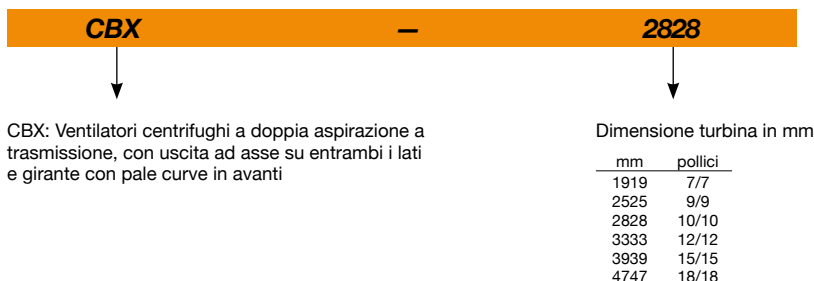 CBX – 2828
CBX: Ventilatori centrifughi a doppia aspirazione a
trasmissione, con uscita ad asse su entrambi i lati
e girante con pale curve in avanti
Dimensione turbina in mm
mm pollici
1919 7/7
2525 9/9
2828 10/10
3333 12/12
3939 15/15
4747 18/18